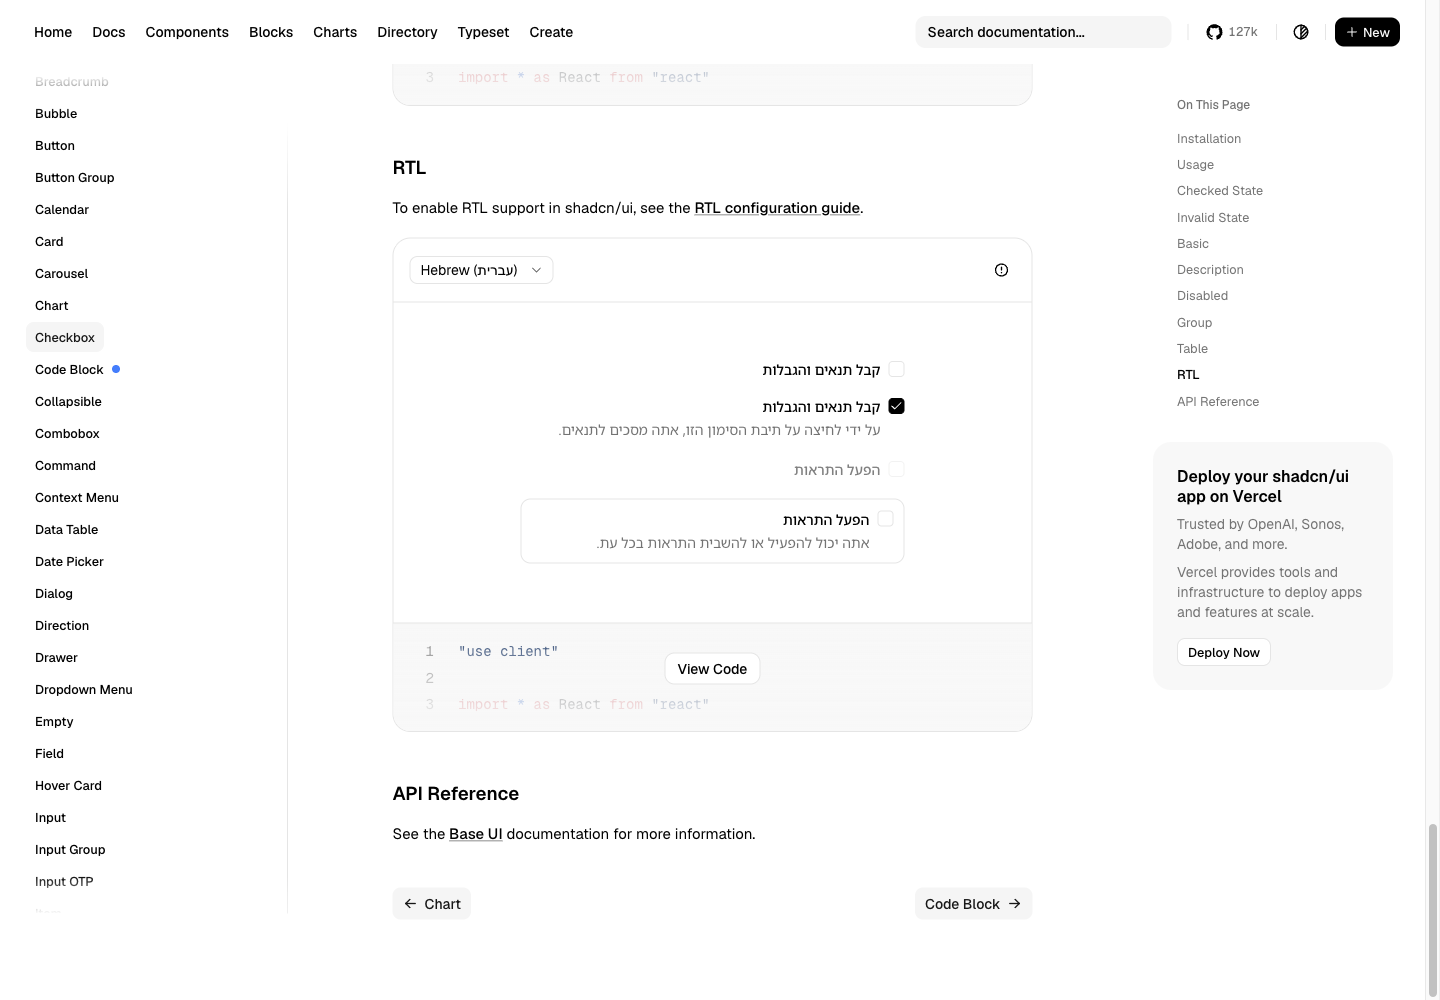 Home Docs Components Blocks Charts Directory Typeset Create Search documentation... 127k New
Breadcrumb
Bubble
Button
Button Group
Calendar
Card
Carousel
Chart
Checkbox
Code Block
Collapsible
Combobox
Command
Context Menu
Data Table
Date Picker
Dialog
Direction
Drawer
Dropdown Menu
Empty
Field
Hover Card
Input
Input Group
Input OTP
Item
3 import * as React from "react"
RTL
To enable RTL support in shadcn/ui, see the RTL configuration guide.
Hebrew (עברית)
קבל תנאים והגבלות
קבל תנאים והגבלות
על ידי לחיצה על תיבת הסימון הזו, אתה מסכים לתנאים.
הפעל התראות
הפעל התראות
אתה יכול להפעיל או להשבית התראות בכל עת.
1 "use client"
2
3 import * as React from "react"
View Code
API Reference
See the Base UI documentation for more information.
Chart
Code Block
On This Page
Installation
Usage
Checked State
Invalid State
Basic
Description
Disabled
Group
Table
RTL
API Reference
Deploy your shadcn/ui
app on Vercel
Trusted by OpenAI, Sonos,
Adobe, and more.
Vercel provides tools and
infrastructure to deploy apps
and features at scale.
Deploy Now